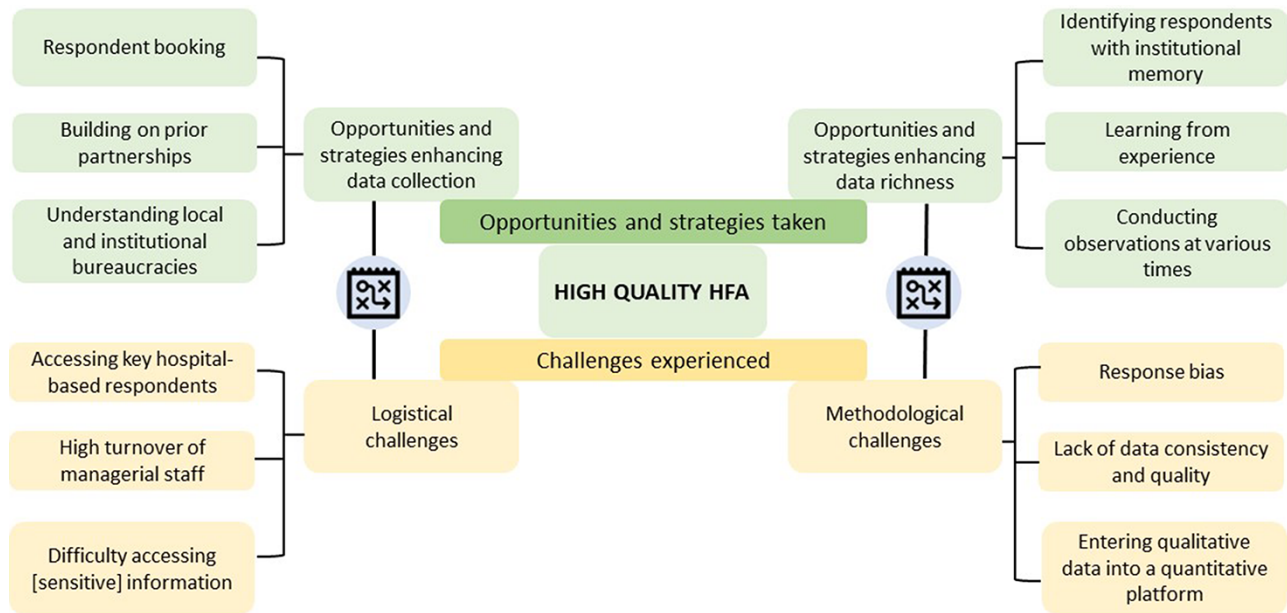 Respondent booking
Building on prior
partnerships
Understanding local
and institutional
bureaucracies
Opportunities and
strategies enhancing
data collection
Opportunities and
strategies enhancing
data richness
Identifying respondents
with institutional
memory
Learning from
experience
Conducting
observations at various
times
Opportunities and strategies taken
HIGH QUALITY HFA
Challenges experienced
Accessing key hospital-
based respondents
High turnover of
managerial staff
Difficulty accessing
[sensitive] information
Logistical
challenges
Methodological
challenges
Response bias
Lack of data consistency
and quality
Entering qualitative
data into a quantitative
platform